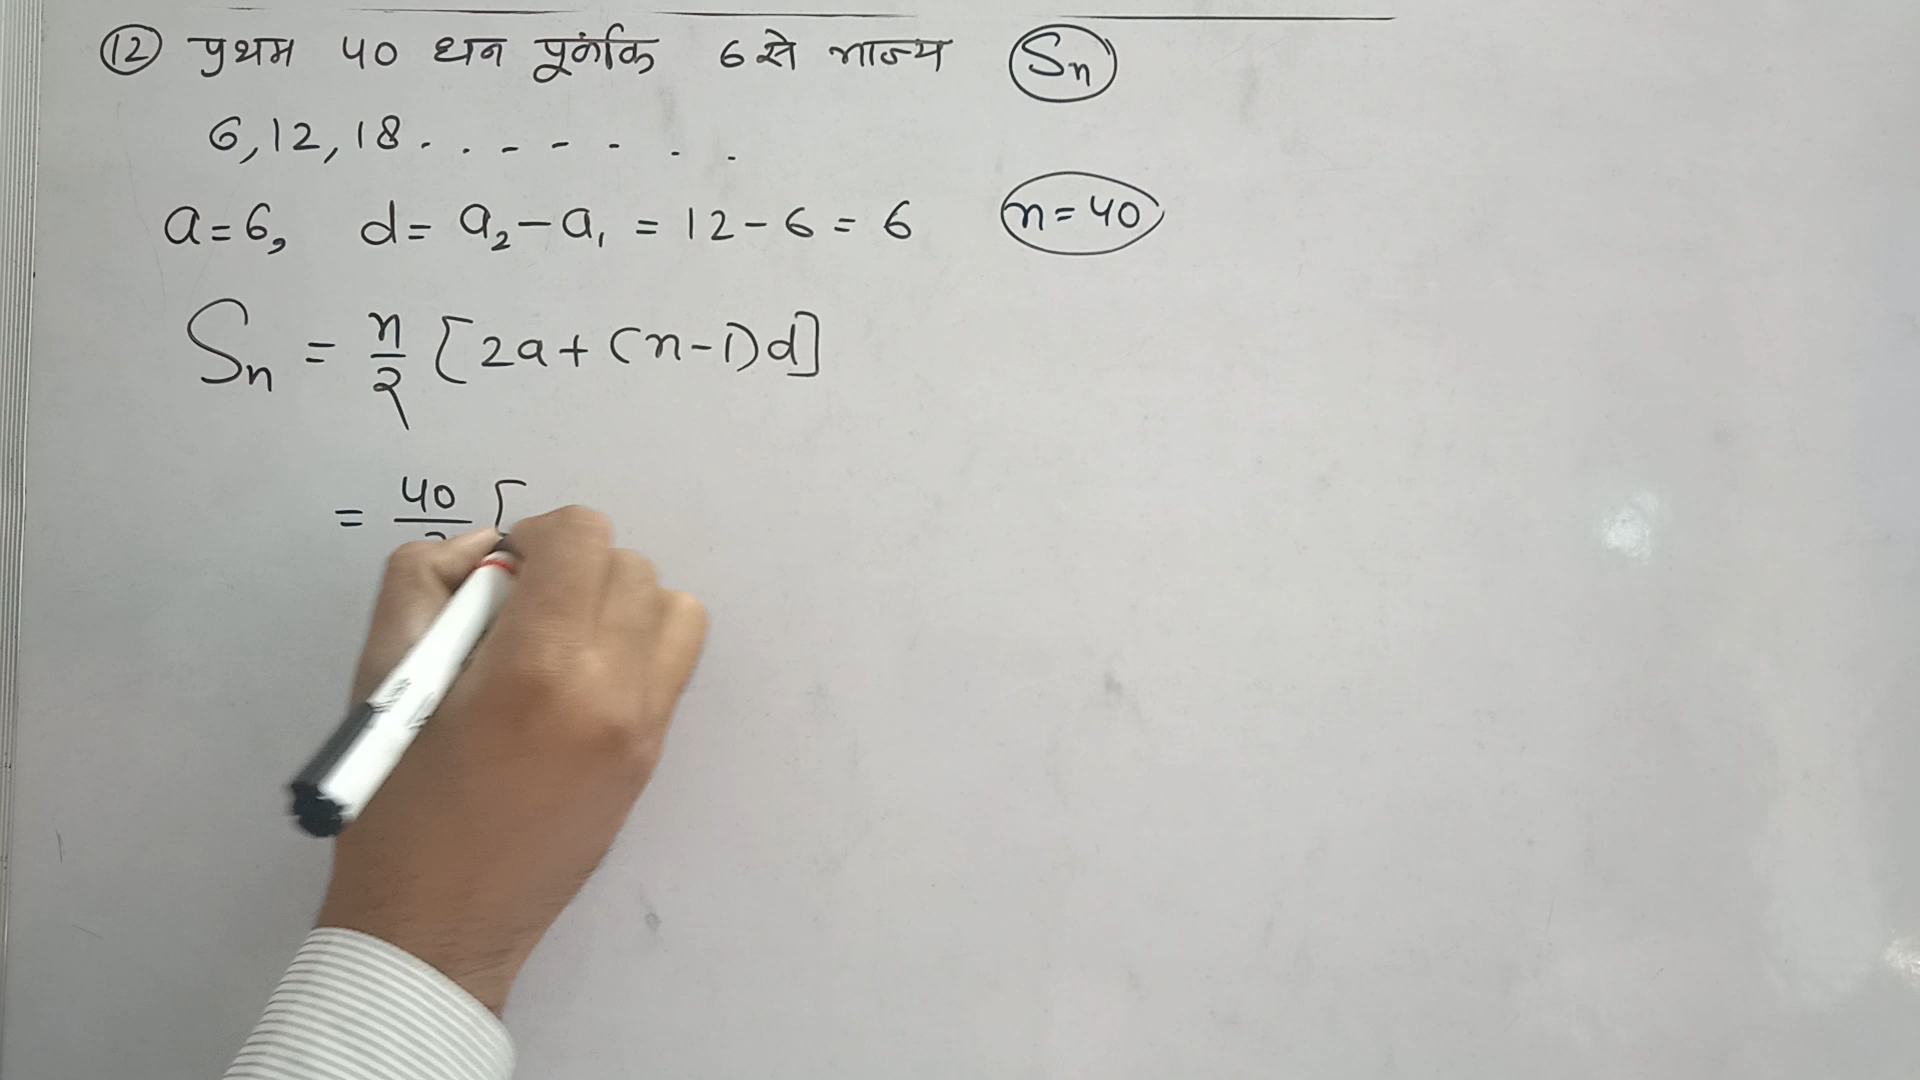 (12) प्रथम 40 धन पूर्णांक 6 से भाज्य Sn
6, 12, 18 . . . . . . .
a = 6, d = a₂ - a₁ = 12 - 6 = 6 n = 40
Sn = n/2 [2a + (n-1)d]
= 40/2 [